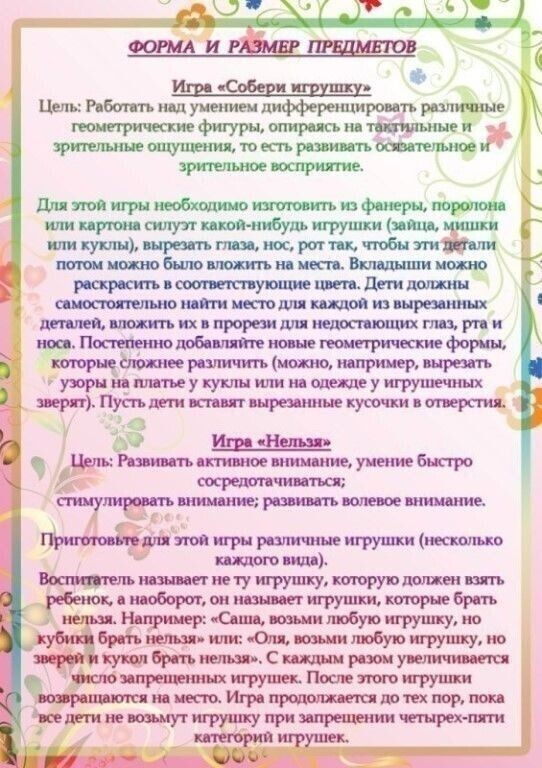 ФОРМА И РАЗМЕР ПРЕДМЕТОВ
Игра «Собери игрушку»
Цель: Работать над умением дифференцировать различные
геометрические фигуры, опираясь на тактильные и
зрительные ощущения, то есть развивать осязательное и
зрительное восприятие.
Для этой игры необходимо изготовить из фанеры, поролона
или картона силуэт какой-нибудь игрушки (зайца, мишки
или куклы), вырезать глаза, нос, рот так, чтобы эти детали
потом можно было вложить на места. Вкладыши можно
раскрасить в соответствующие цвета. Дети должны
самостоятельно найти место для каждой из вырезанных
деталей, вложить их в прорези для недостающих глаз, рта и
носа. Постепенно добавляйте новые геометрические формы,
которые сложнее различить (можно, например, вырезать
узоры на платье у куклы или на одежде у игрушечных
зверят). Пусть дети вставят вырезанные кусочки в отверстия.
Игра «Нельзя»
Цель: Развивать активное внимание, умение быстро
сосредотачиваться;
стимулировать внимание; развивать волевое внимание.
Приготовьте для этой игры различные игрушки (несколько
каждого вида).
Воспитатель называет не ту игрушку, которую должен взять
ребенок, а наоборот, он называет игрушки, которые брать
нельзя. Например: «Саша, возьми любую игрушку, но
кубики брать нельзя» или: «Оля, возьми любую игрушку, но
зверей и кукол брать нельзя». С каждым разом увеличивается
число запрещенных игрушек. После этого игрушки
возвращаются на место. Игра продолжается до тех пор, пока
все дети не возьмут игрушку при запрещении четырех-пяти
категорий игрушек.